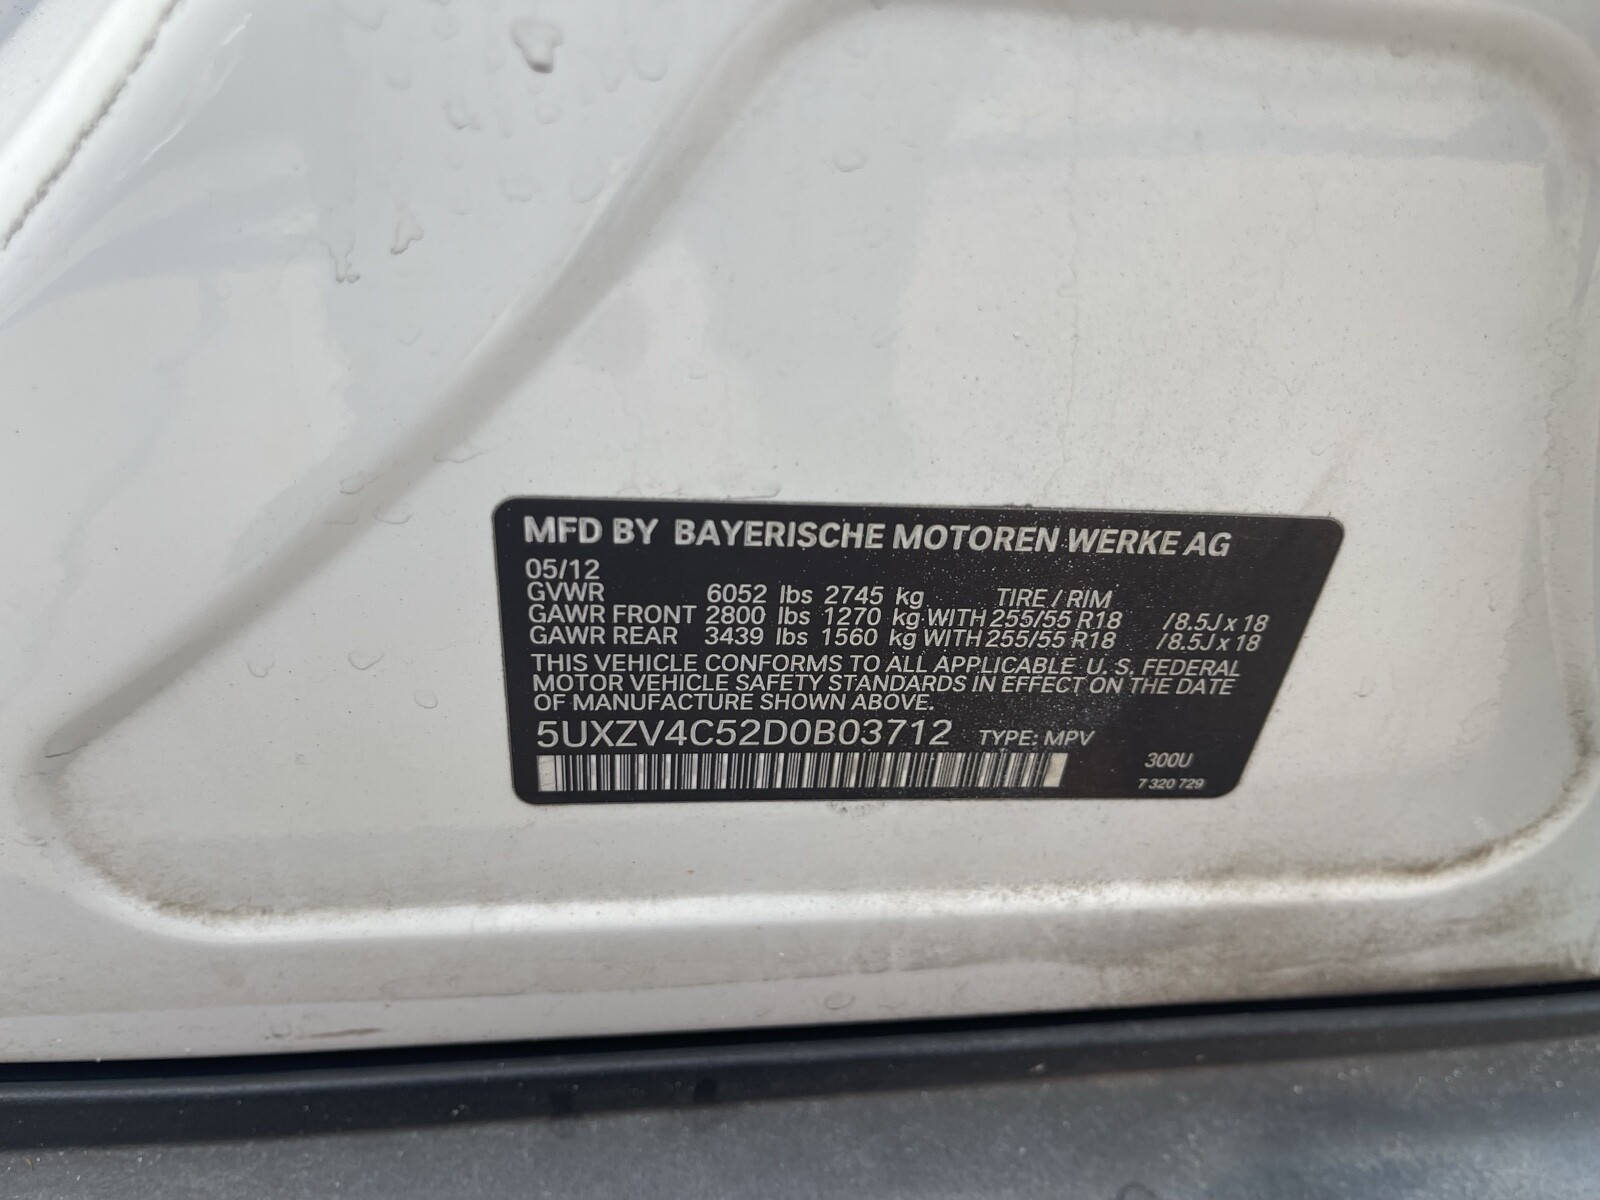 MFD BY BAYERISCHE MOTOREN WERKE AG
05/12
GVWR 6052 lbs 2745 kg TIRE / RIM
GAWR FRONT 2800 lbs 1270 kg WITH 255/55 R18 /8.5J x 18
GAWR REAR 3439 lbs 1560 kg WITH 255/55 R18 /8.5J x 18
THIS VEHICLE CONFORMS TO ALL APPLICABLE U. S. FEDERAL
MOTOR VEHICLE SAFETY STANDARDS IN EFFECT ON THE DATE
OF MANUFACTURE SHOWN ABOVE.
5UXZV4C52D0B03712 TYPE: MPV
300U
7 320 729